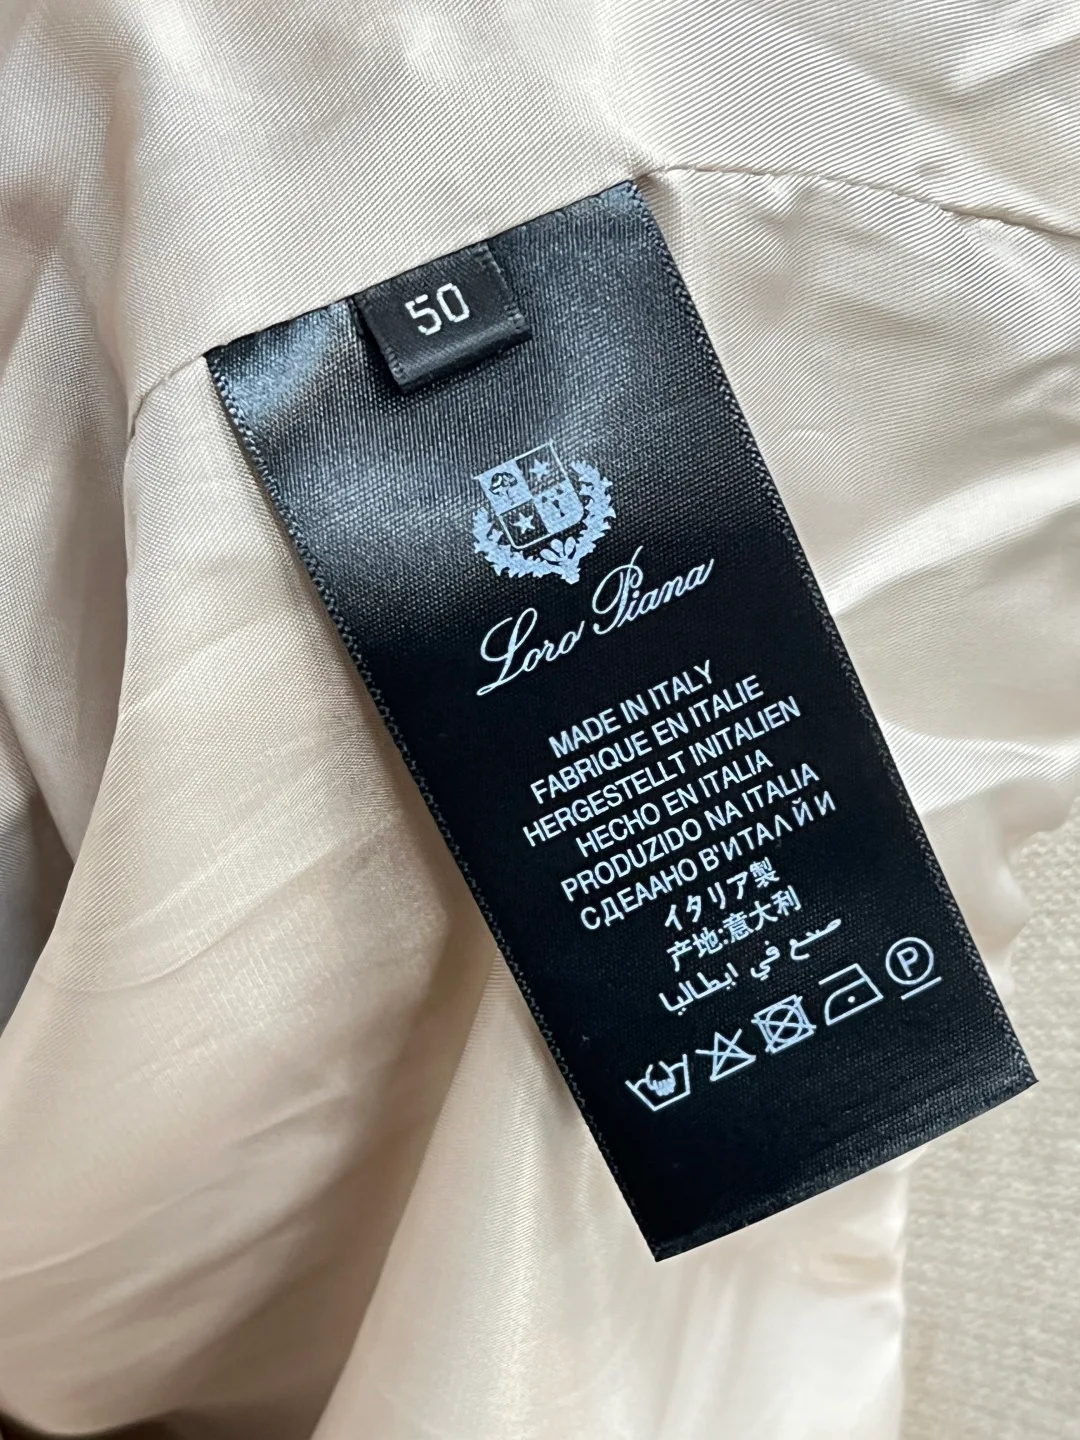 50
Loro Piana
MADE IN ITALY
FABRIQUE EN ITALIE
HERGESTELLT INITALIEN
HECHO EN ITALIA
PRODUZIDO NA ITALIA
СДЕААНО В'ИТАЛЙИ
イタリア製
产地:意大利
صنع في ايطاليا
P